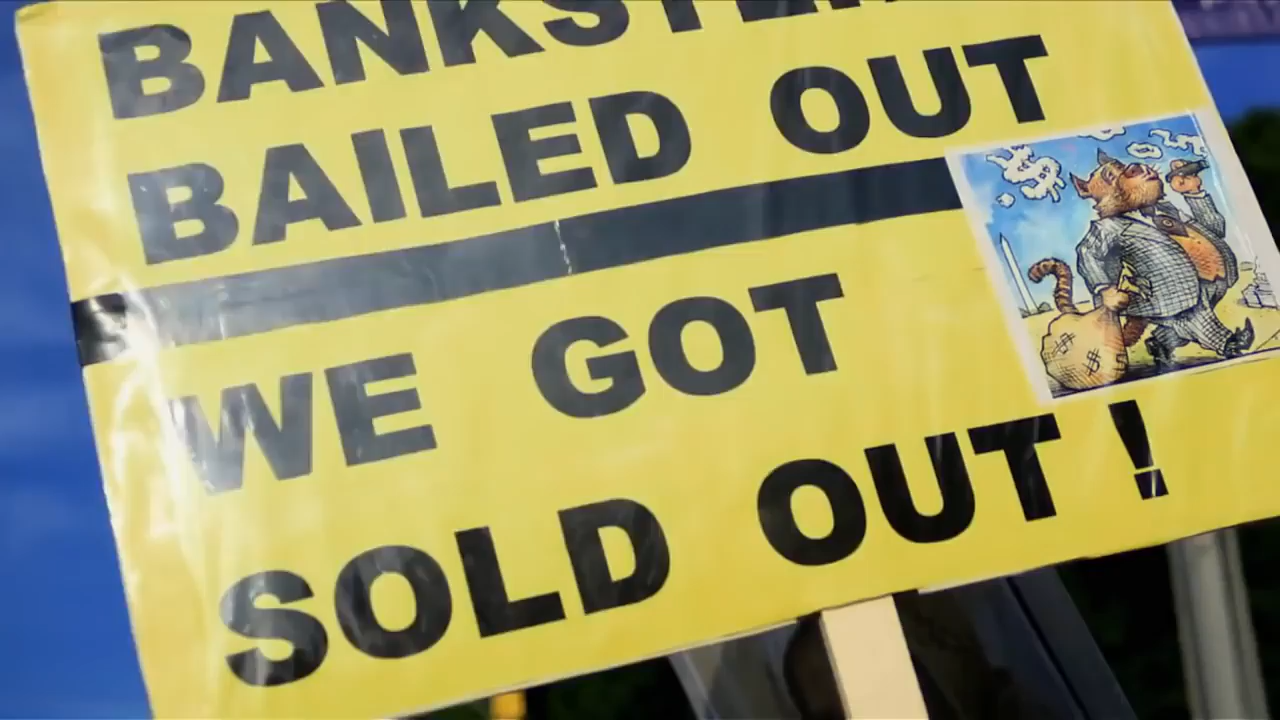 BAILED OUT
WE GOT
SOLD OUT!
$
$